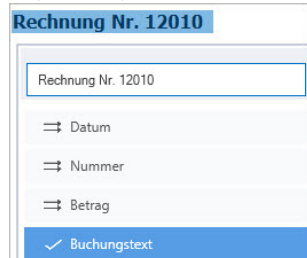 Rechnung Nr. 12010
Rechnung Nr. 12010
Datum
Nummer
Betrag
Buchungstext